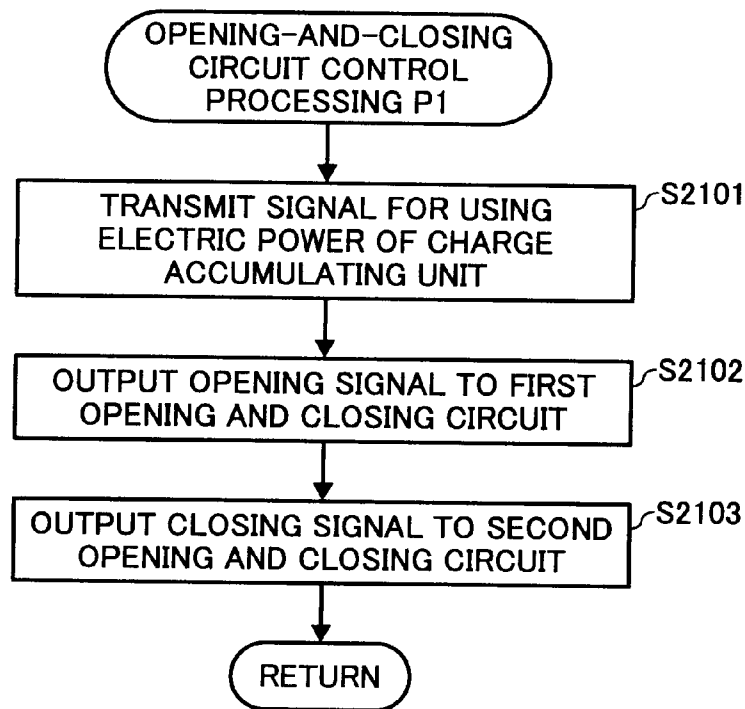 OPENING-AND-CLOSING
CIRCUIT CONTROL
PROCESSING P1
S2101
TRANSMIT SIGNAL FOR USING
ELECTRIC POWER OF CHARGE
ACCUMULATING UNIT
S2102
OUTPUT OPENING SIGNAL TO FIRST
OPENING AND CLOSING CIRCUIT
S2103
OUTPUT CLOSING SIGNAL TO SECOND
OPENING AND CLOSING CIRCUIT
RETURN